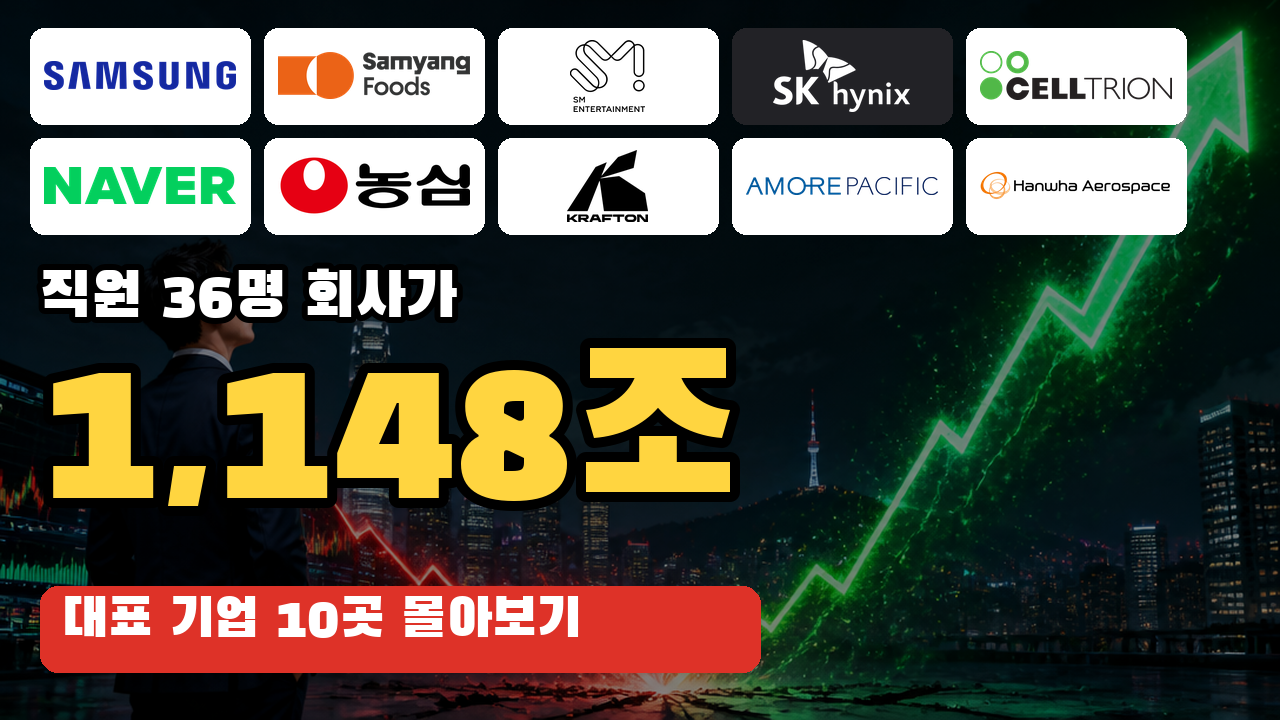 SAMSUNG
Samyang
Foods
SM
ENTERTAINMENT
SK hynix
CELLTRION
NAVER
농심
KRAFTON
AMOREPACIFIC
Hanwha Aerospace
직원 36명 회사가
1,148조
대표 기업 10곳 몰아보기